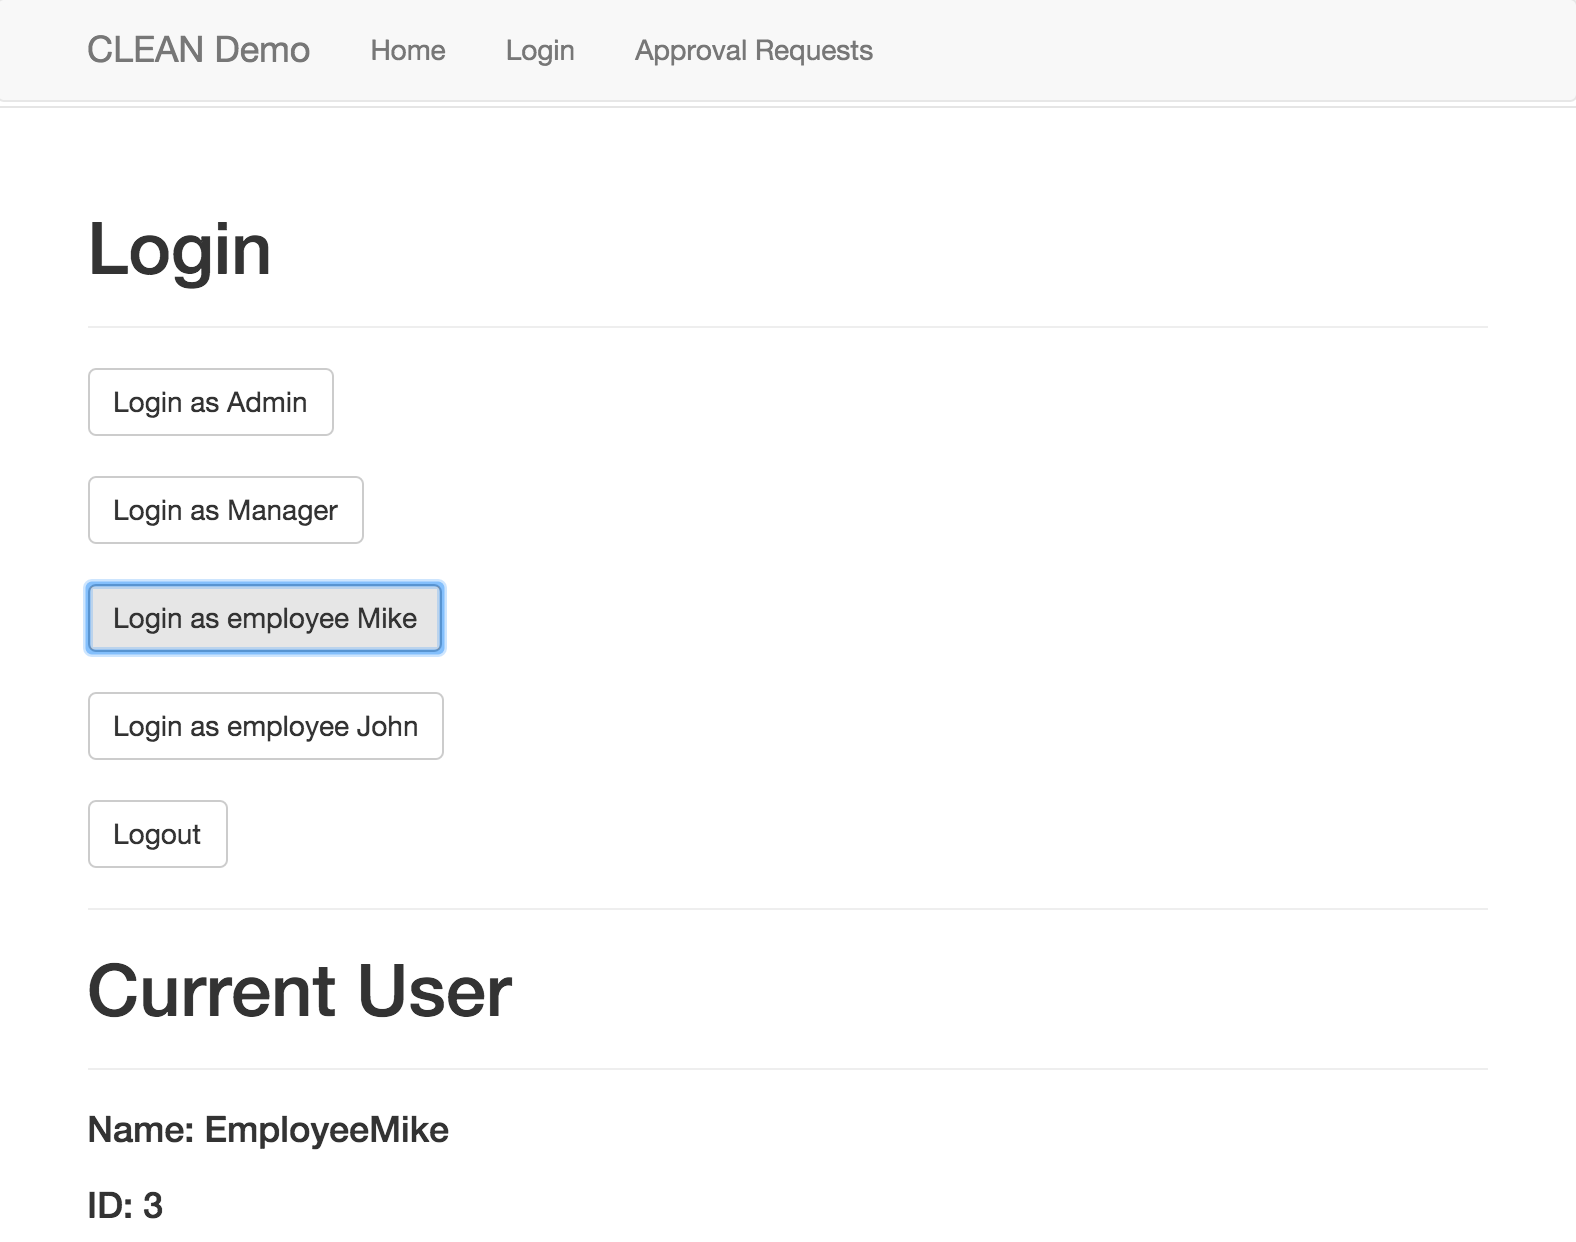 CLEAN Demo Home Login Approval Requests
Login
Login as Admin
Login as Manager
Login as employee Mike
Login as employee John
Logout
Current User
Name: EmployeeMike
ID: 3